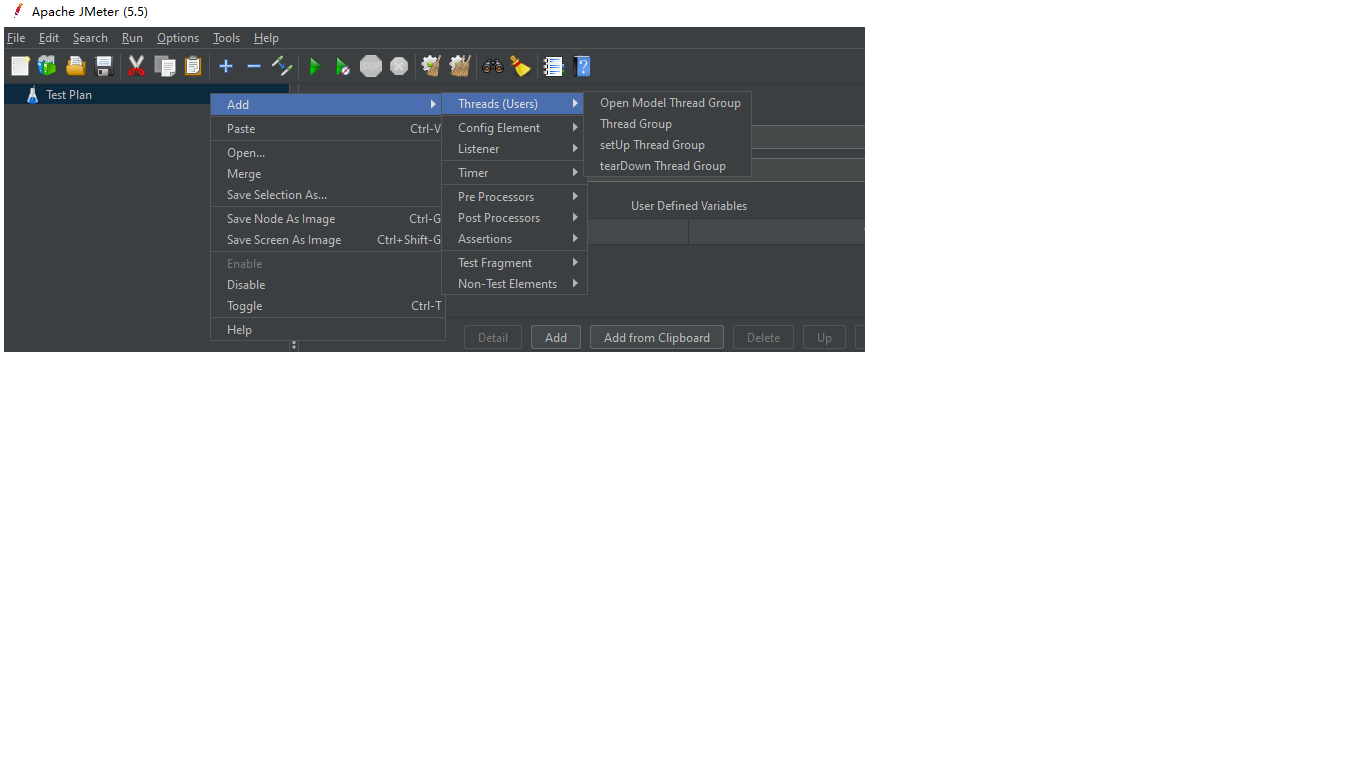 Apache JMeter (5.5)
File Edit Search Run Options Tools Help
STOP
Test Plan
Add
Paste Ctrl-V
Open...
Merge
Save Selection As...
Save Node As Image Ctrl-G
Save Screen As Image Ctrl+Shift-G
Enable
Disable
Toggle Ctrl-T
Help
Threads (Users)
Config Element
Listener
Timer
Pre Processors
Post Processors
Assertions
Test Fragment
Non-Test Elements
Open Model Thread Group
Thread Group
setUp Thread Group
tearDown Thread Group
User Defined Variables
Detail Add Add from Clipboard Delete Up